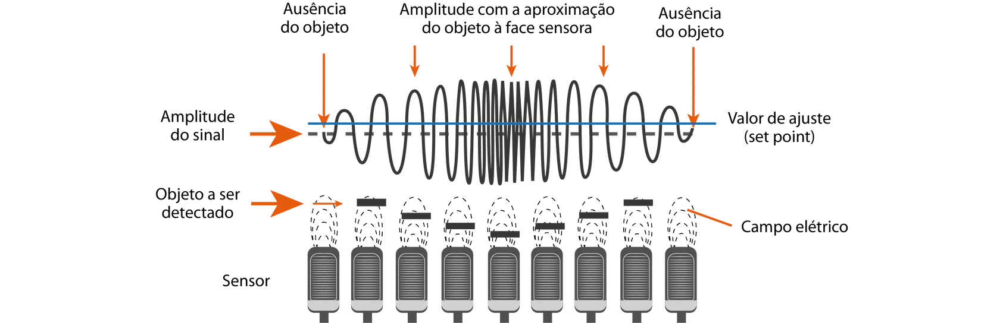 Ausência
do objeto
Amplitude com a aproximação
do objeto à face sensora
Ausência
do objeto
Amplitude
do sinal
Valor de ajuste
(set point)
Objeto a ser
detectado
Campo elétrico
Sensor